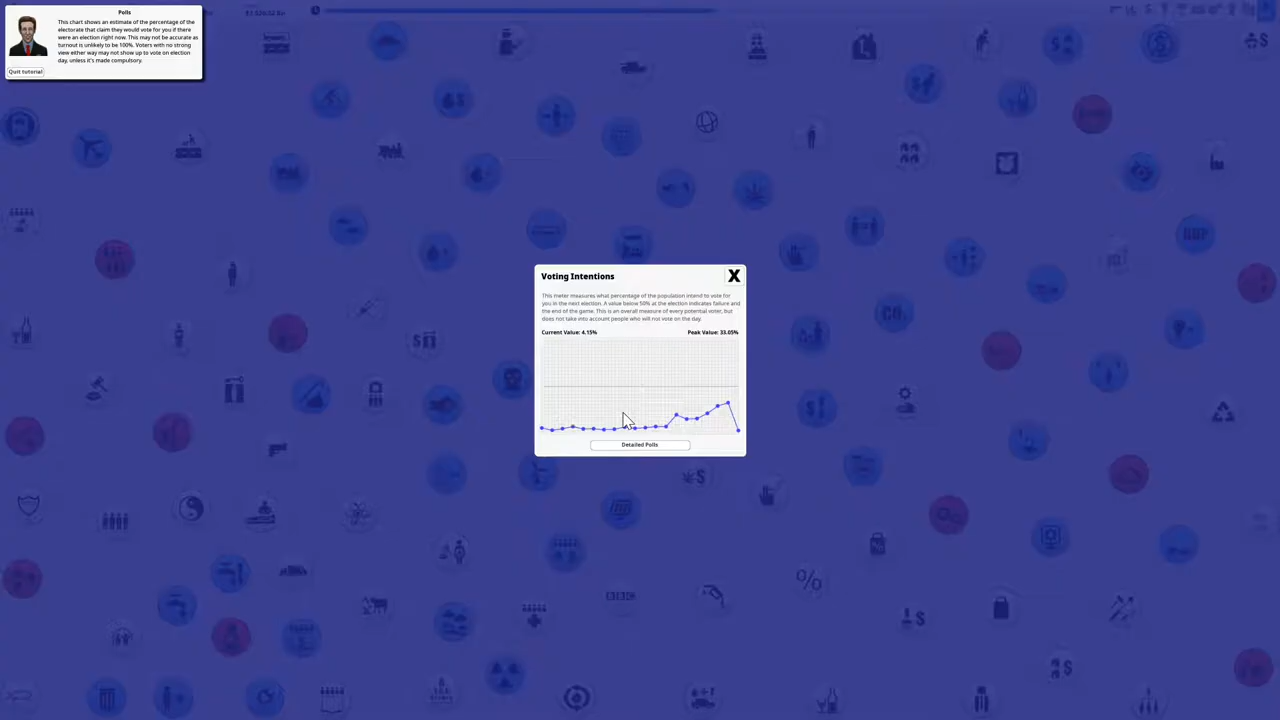 Polls
This chart shows an estimate of the percentage of the
electorate that claim they would vote for you if there
were an election right now. This may not be accurate as
turnout is unlikely to be 100%. Voters with no strong
view either way may not show up to vote on election
day, unless it's made compulsory.
Quit tutorial
Voting Intentions
X
This meter measures what percentage of the population intend to vote for
you in the next election. A value below 50% at the election indicates failure and
the end of the game. This is an overall measure of every potential voter, but
does not take into account people who will not vote on the day.
Current Value: 4.15%
Peak Value: 33.05%
Detailed Polls
BBC